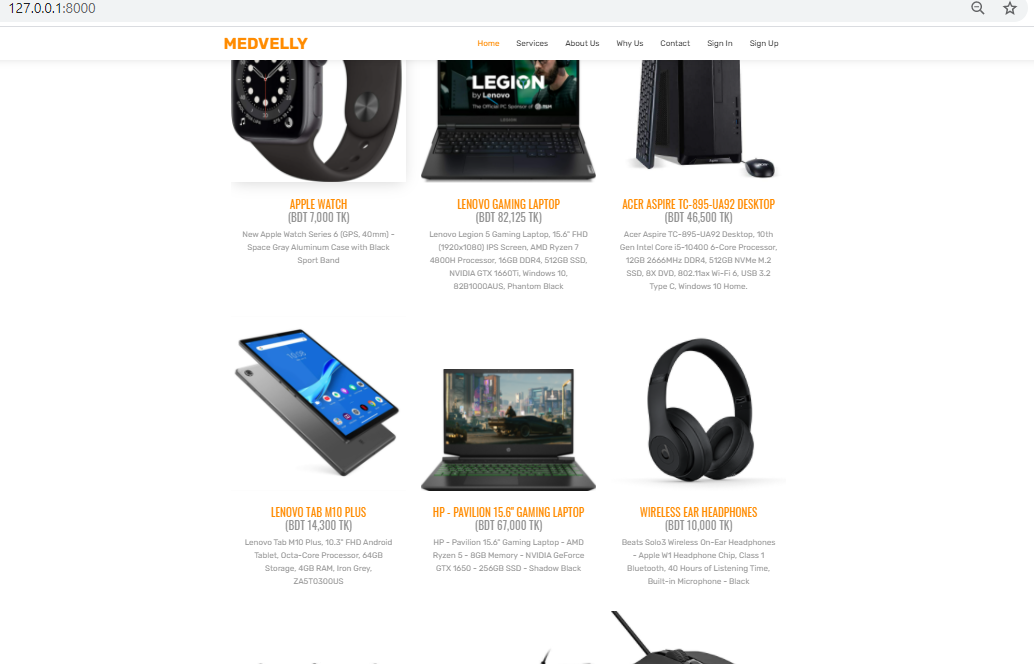 127.0.0.1:8000
MEDVELLY
Home Services About Us Why Us Contact Sign In Sign Up
LEGION
by Lenovo
The Official PC Sponsor of
APPLE WATCH
(BDT 7,000 TK)
New Apple Watch Series 6 (GPS, 40mm) -
Space Gray Aluminum Case with Black
Sport Band
LENOVO GAMING LAPTOP
(BDT 82,125 TK)
Lenovo Legion 5 Gaming Laptop, 15.6" FHD
(1920x1080) IPS Screen, AMD Ryzen 7
4800H Processor, 16GB DDR4, 512GB SSD,
NVIDIA GTX 1660Ti, Windows 10,
82B1000AUS, Phantom Black
ACER ASPIRE TC-895-UA92 DESKTOP
(BDT 46,500 TK)
Acer Aspire TC-895-UA92 Desktop, 10th
Gen Intel Core i5-10400 6-Core Processor,
12GB 2666MHz DDR4, 512GB NVMe M.2
SSD, 8X DVD, 802.11ax Wi-Fi 6, USB 3.2
Type C, Windows 10 Home.
LENOVO TAB M10 PLUS
(BDT 14,300 TK)
Lenovo Tab M10 Plus, 10.3" FHD Android
Tablet, Octa-Core Processor, 64GB
Storage, 4GB RAM, Iron Grey,
ZA5T0300US
HP - PAVILION 15.6" GAMING LAPTOP
(BDT 67,000 TK)
HP - Pavilion 15.6" Gaming Laptop - AMD
Ryzen 5 - 8GB Memory - NVIDIA GeForce
GTX 1650 - 256GB SSD - Shadow Black
WIRELESS EAR HEADPHONES
(BDT 10,000 TK)
Beats Solo3 Wireless On-Ear Headphones
- Apple W1 Headphone Chip, Class 1
Bluetooth, 40 Hours of Listening Time,
Built-in Microphone - Black